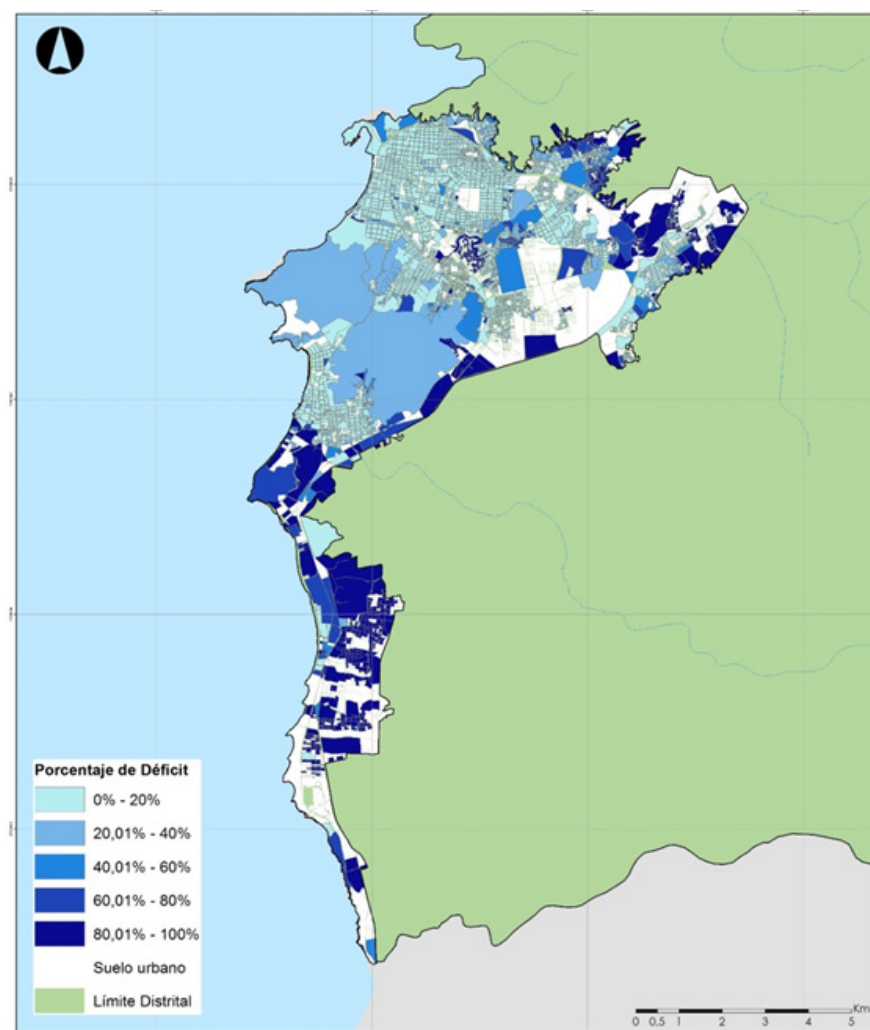 Porcentaje de Déficit
0% - 20%
20,01% - 40%
40,01% - 60%
60,01% - 80%
80,01% - 100%
Suelo urbano
Límite Distrital
Km
0 0,5 1 2 3 4 5